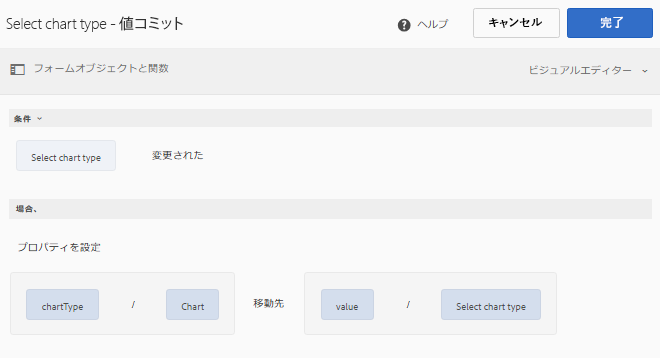 Select chart type - 値コミット
? ヘルプ キャンセル 完了
フォームオブジェクトと関数 ビジュアルエディター
条件
Select chart type 変更された
場合、
プロパティを設定
chartType / Chart 移動先 value / Select chart type